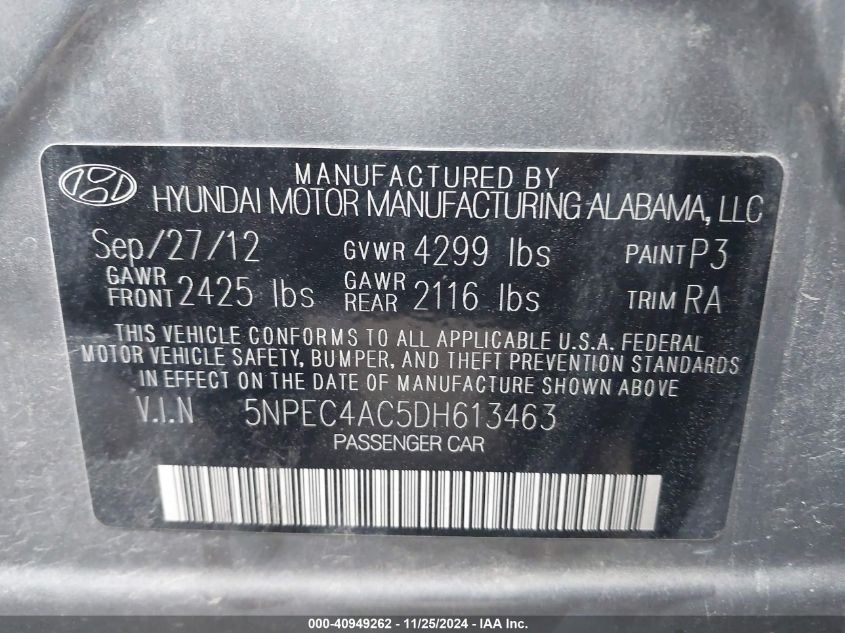 MANUFACTURED BY
HYUNDAI MOTOR MANUFACTURING ALABAMA, LLC
Sep/27/12 GVWR 4299 lbs PAINT P3
GAWR FRONT 2425 lbs GAWR REAR 2116 lbs TRIM RA
THIS VEHICLE CONFORMS TO ALL APPLICABLE U.S.A. FEDERAL
MOTOR VEHICLE SAFETY, BUMPER, AND THEFT PREVENTION STANDARDS
IN EFFECT ON THE DATE OF MANUFACTURE SHOWN ABOVE
V.I.N 5NPEC4AC5DH613463
PASSENGER CAR
000-40949262 - 11/25/2024 - IAA Inc.